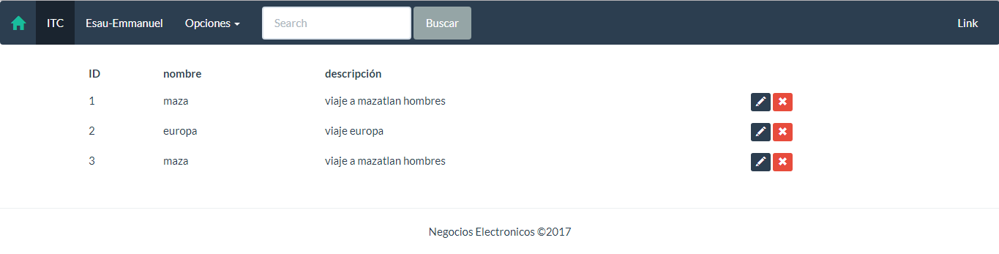 ITC Esau-Emmanuel Opciones Search Buscar Link
ID nombre descripción
1 maza viaje a mazatlan hombres
2 europa viaje europa
3 maza viaje a mazatlan hombres
Negocios Electronicos ©2017